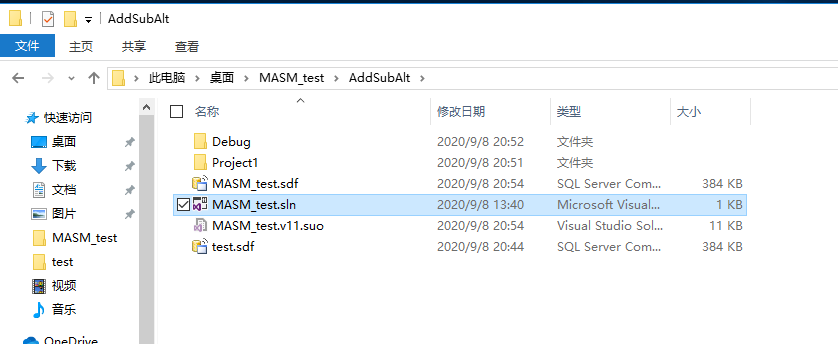 AddSubAlt
文件 主页 共享 查看
此电脑 桌面 MASM_test AddSubAlt
快速访问
桌面
下载
文档
图片
MASM_test
test
视频
音乐
OneDrive
名称 修改日期 类型 大小
Debug 2020/9/8 20:52 文件夹
Project1 2020/9/8 20:51 文件夹
MASM_test.sdf 2020/9/8 20:54 SQL Server Com... 384 KB
MASM_test.sln 2020/9/8 13:40 Microsoft Visual... 1 KB
MASM_test.v11.suo 2020/9/8 20:54 Visual Studio Sol... 11 KB
test.sdf 2020/9/8 20:44 SQL Server Com... 384 KB